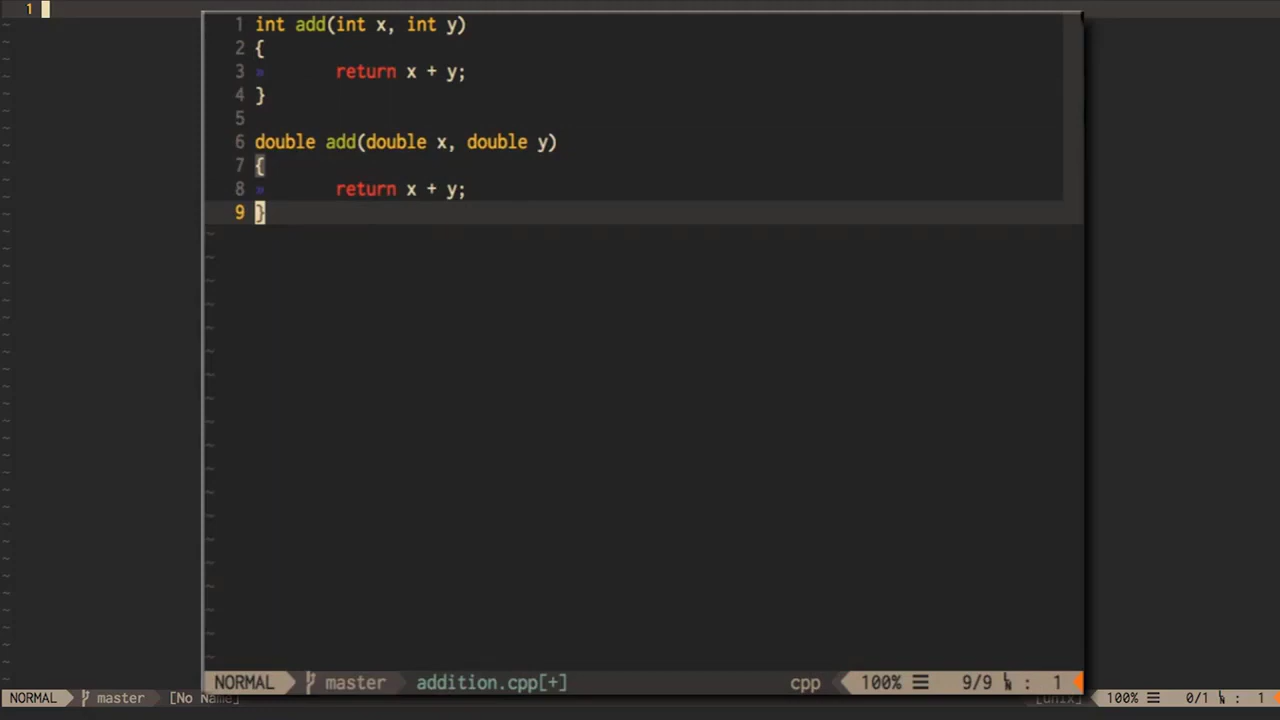 1
1 int add(int x, int y)
2 {
3 » return x + y;
4 }
5
6 double add(double x, double y)
7 {
8 » return x + y;
9 }
NORMAL master addition.cpp[+] cpp 100% ☰ 9/9 : 1
NORMAL master [No Name] [unix] 100% ☰ 0/1 : 1